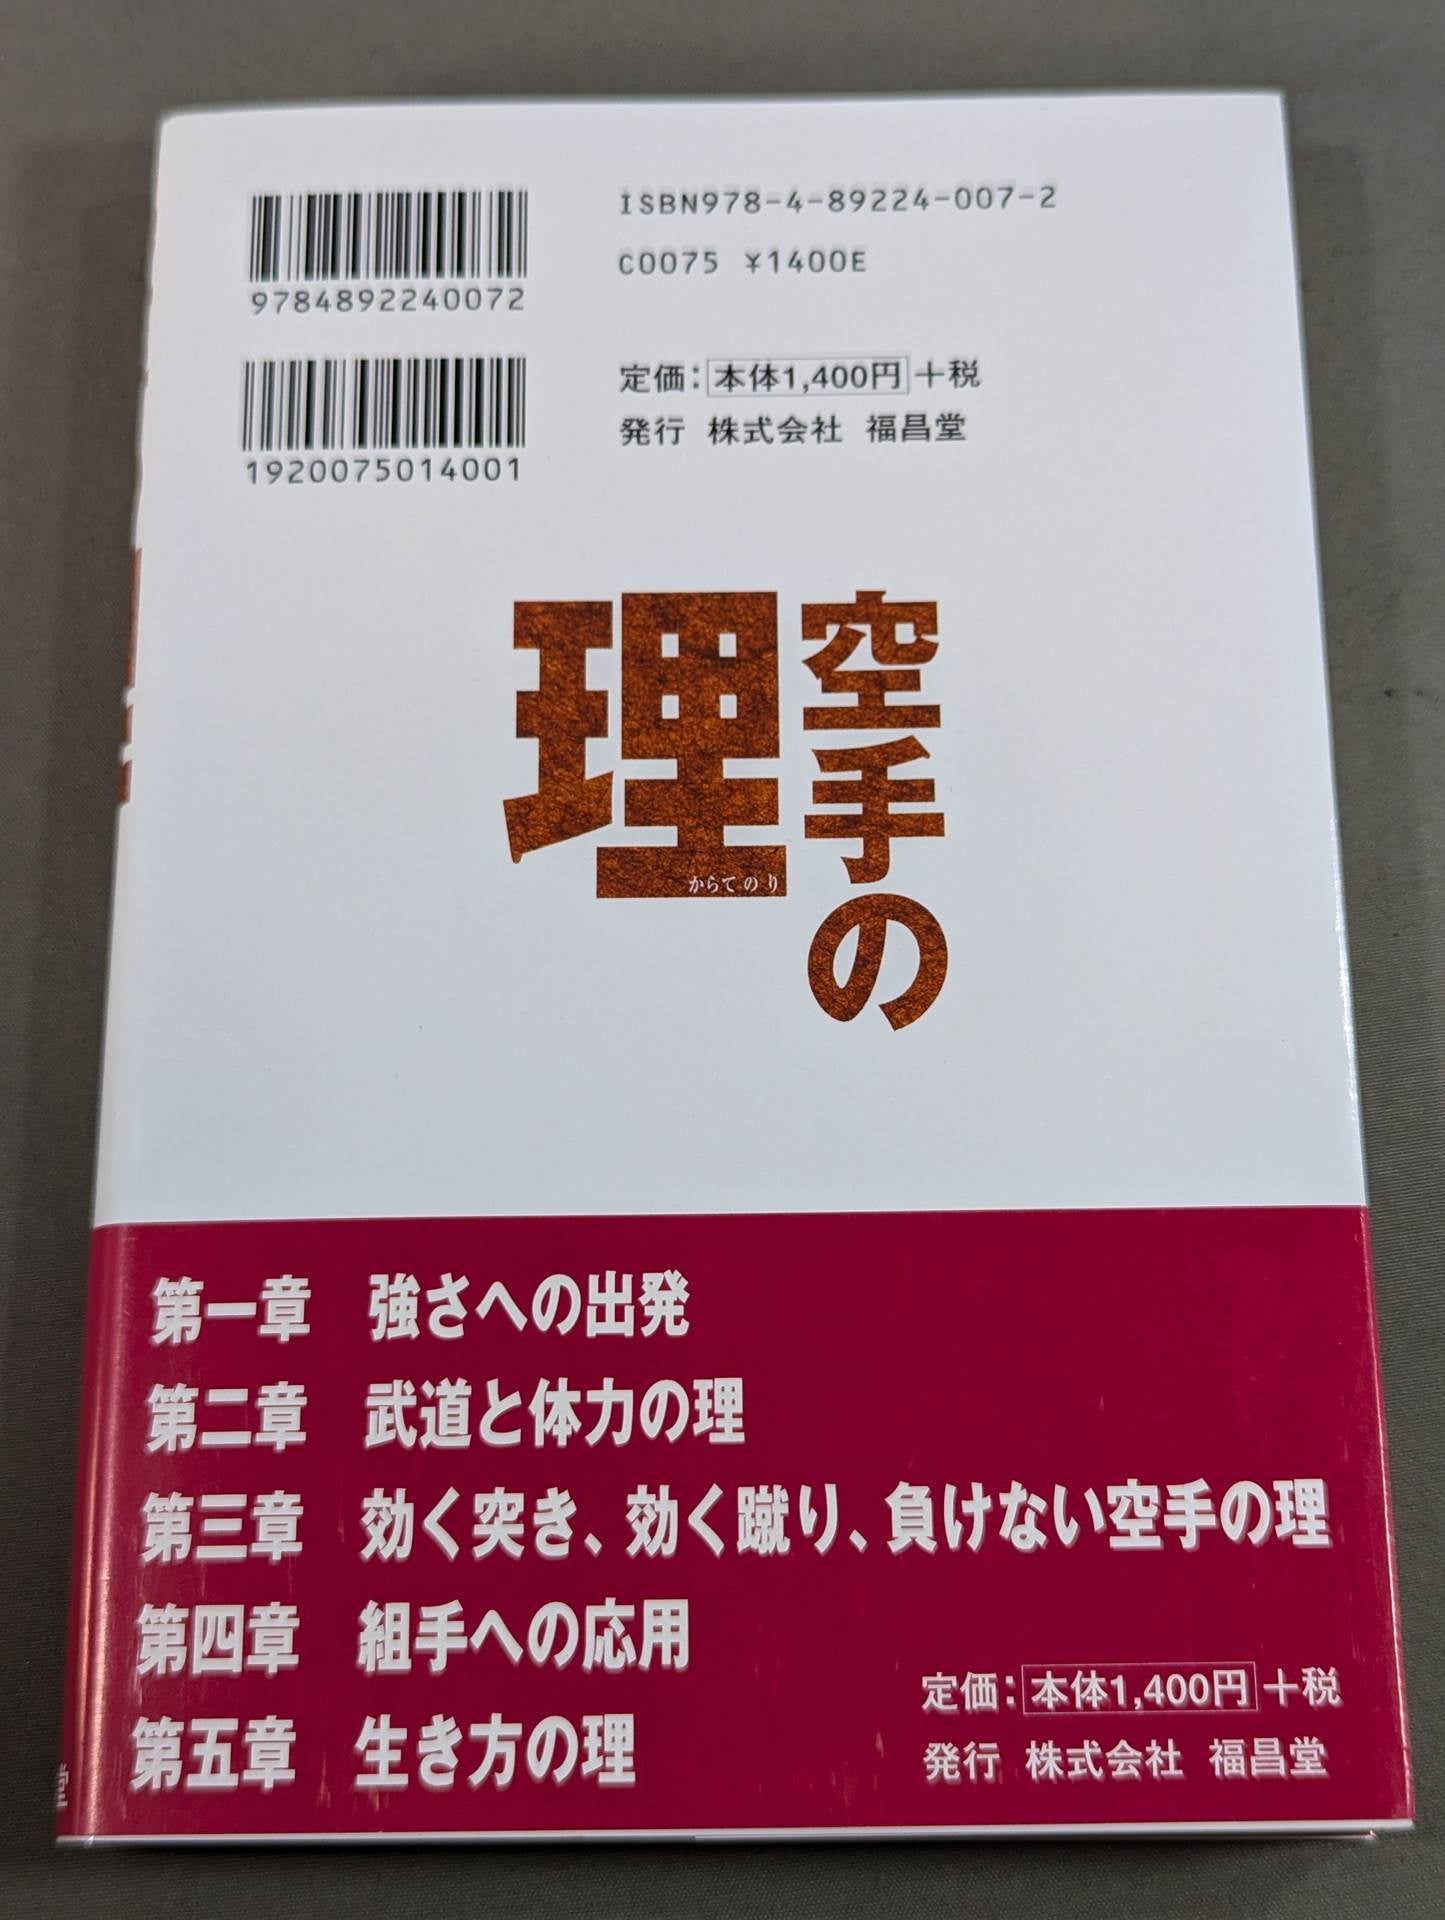 ISBN978-4-89224-007-2
C0075 ¥1400E
9784892240072
定価：本体1,400円＋税
発行 株式会社 福昌堂
1920075014001
空手の
理
からてのり
第一章 強さへの出発
第二章 武道と体力の理
第三章 効く突き、効く蹴り、負けない空手の理
第四章 組手への応用
第五章 生き方の理
定価：本体1,400円＋税
発行 株式会社 福昌堂
堂